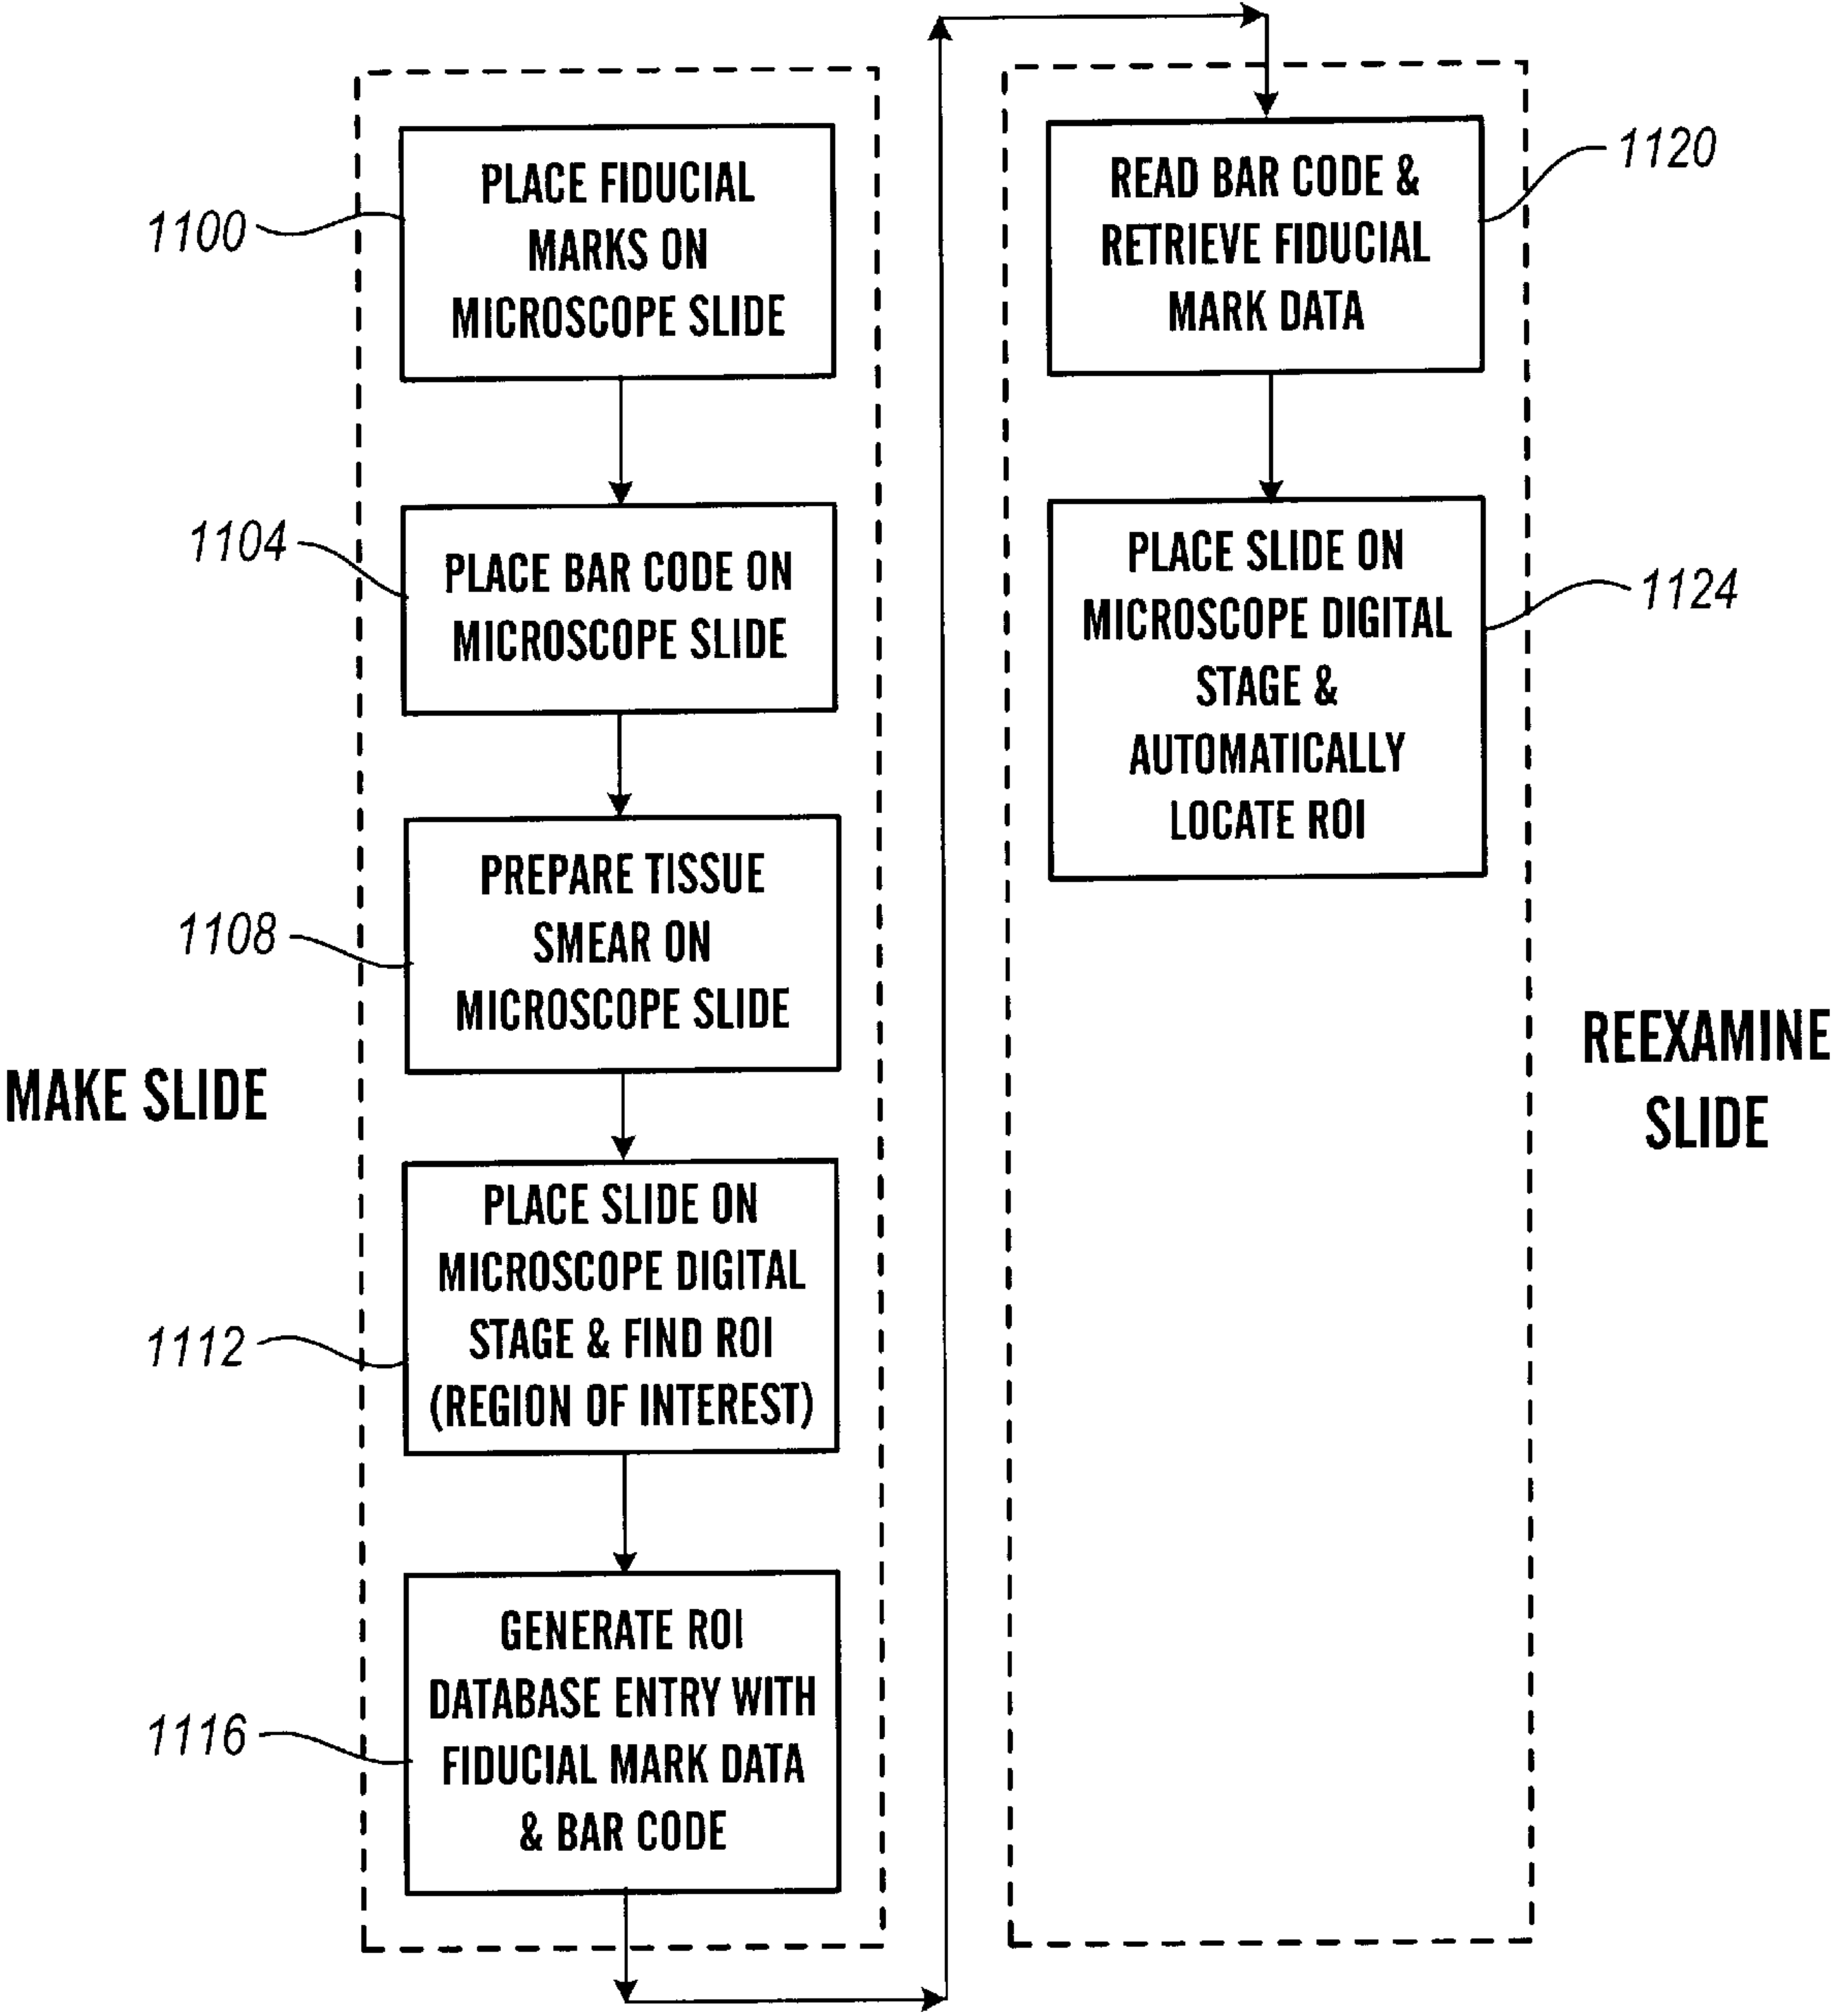 1100
PLACE FIDUCIAL
MARKS ON
MICROSCOPE SLIDE
1104
PLACE BAR CODE ON
MICROSCOPE SLIDE
1108
PREPARE TISSUE
SMEAR ON
MICROSCOPE SLIDE
MAKE SLIDE
1112
PLACE SLIDE ON
MICROSCOPE DIGITAL
STAGE & FIND ROI
(REGION OF INTEREST)
1116
GENERATE ROI
DATABASE ENTRY WITH
FIDUCIAL MARK DATA
& BAR CODE
READ BAR CODE &
RETRIEVE FIDUCIAL
MARK DATA
1120
PLACE SLIDE ON
MICROSCOPE DIGITAL
STAGE &
AUTOMATICALLY
LOCATE ROI
1124
REEXAMINE
SLIDE